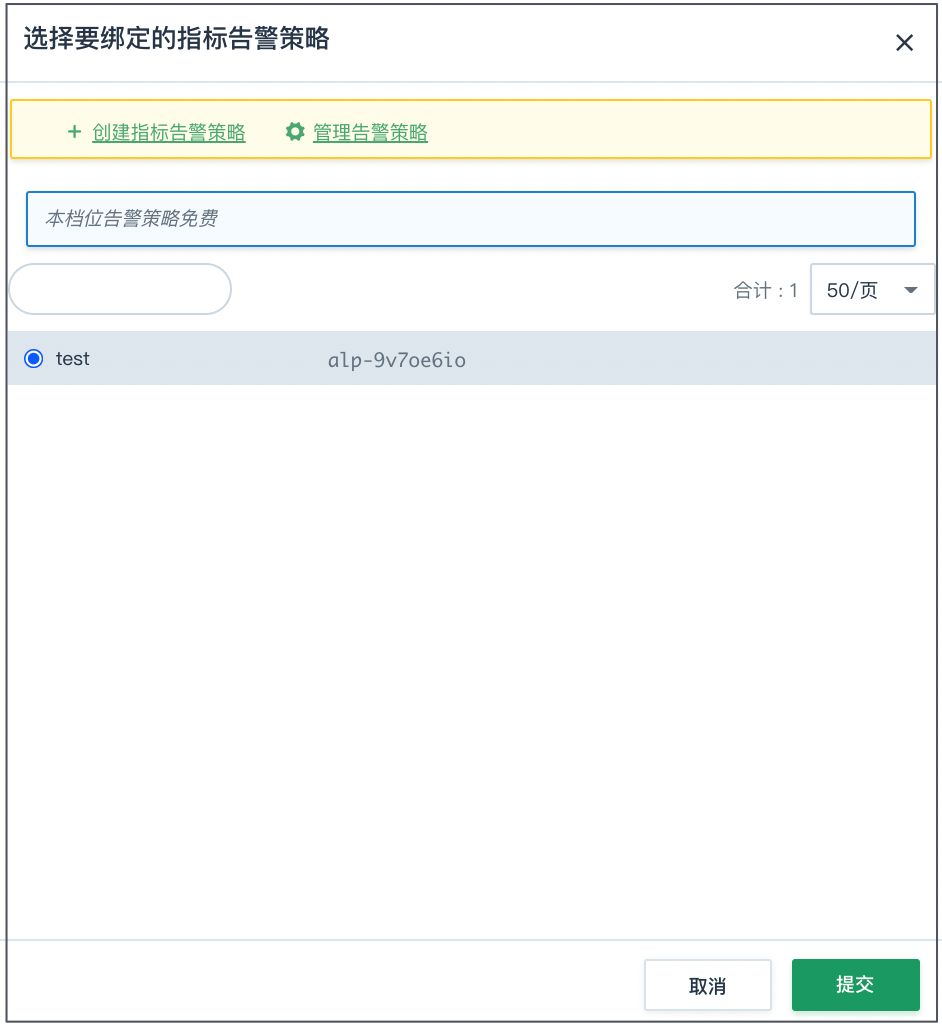 选择要绑定的指标告警策略
+ 创建指标告警策略 管理告警策略
本档位告警策略免费
合计:1 50/页
test alp-9v7oe6io
取消 提交